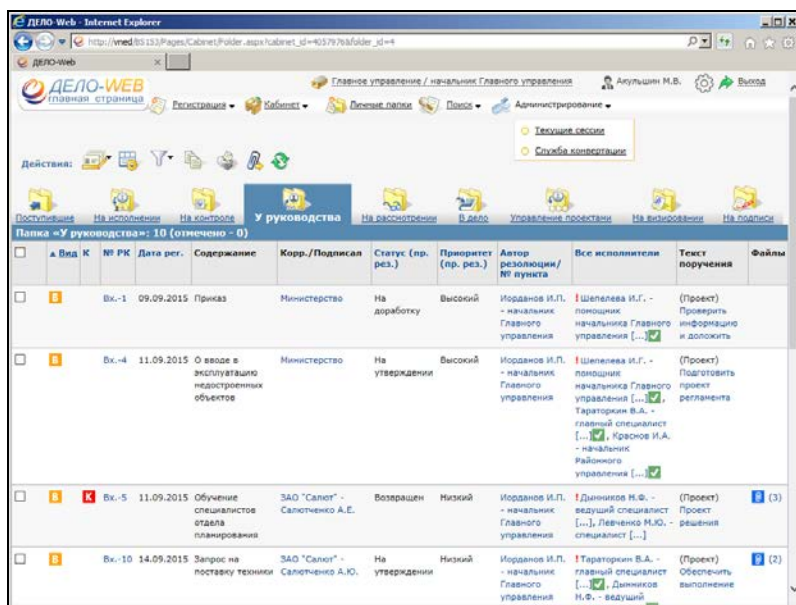 ДЕЛО-Web - Internet Explorer
http://vned/BS153/Pages/Cabinet/Folder.aspx?cabinet_id=4057976&folder_id=4
ДЕЛО-Web
ДЕЛО-WEB
главная страница
Главное управление / начальник Главного управления
Акульшин М.В.
Выход
Регистрация Кабинет Личные папки Поиск Администрирование
Текущие сессии
Служба конвертации
Действия:
Поступившие На исполнении На контроле У руководства На рассмотрении В дело Управление проектами На визировании На подписи
Папка «У руководства»: 10 (отмечено - 0)
Вид К № РК Дата рег. Содержание Корр./Подписал Статус (пр. рез.) Приоритет (пр. рез.) Автор резолюции/ № пункта Все исполнители Текст поручения Файлы
В Вх.-1 09.09.2015 Приказ Министерство На доработку Высокий Иорданов И.П. - начальник Главного управления ! Шепелева И.Г. - помощник начальника Главного управления [...] (Проект) Проверить информацию и доложить
В Вх.-4 11.09.2015 О вводе в эксплуатацию недостроенных объектов Министерство На утверждении Высокий Иорданов И.П. - начальник Главного управления ! Шепелева И.Г. - помощник начальника Главного управления [...] , Тараторкин В.А. - главный специалист [...] , Краснов И.А. - начальник Районного управления [...] (Проект) Подготовить проект регламента
В К Вх.-5 11.09.2015 Обучение специалистов отдела планирования ЗАО "Салют" - Салютченко А.Е. Возвращен Низкий Иорданов И.П. - начальник Главного управления ! Дынников Н.Ф. - ведущий специалист [...], Левченко М.Ю. - специалист [...] (Проект) Проект решения (3)
В Вх.-10 14.09.2015 Запрос на поставку техники ЗАО "Салют" - Салютченко А.Ю. На утверждении Низкий Иорданов И.П. - начальник Главного управления ! Тараторкин В.А. - главный специалист [...] , Дынников Н.Ф. - ведущий (Проект) Обеспечить выполнение (2)